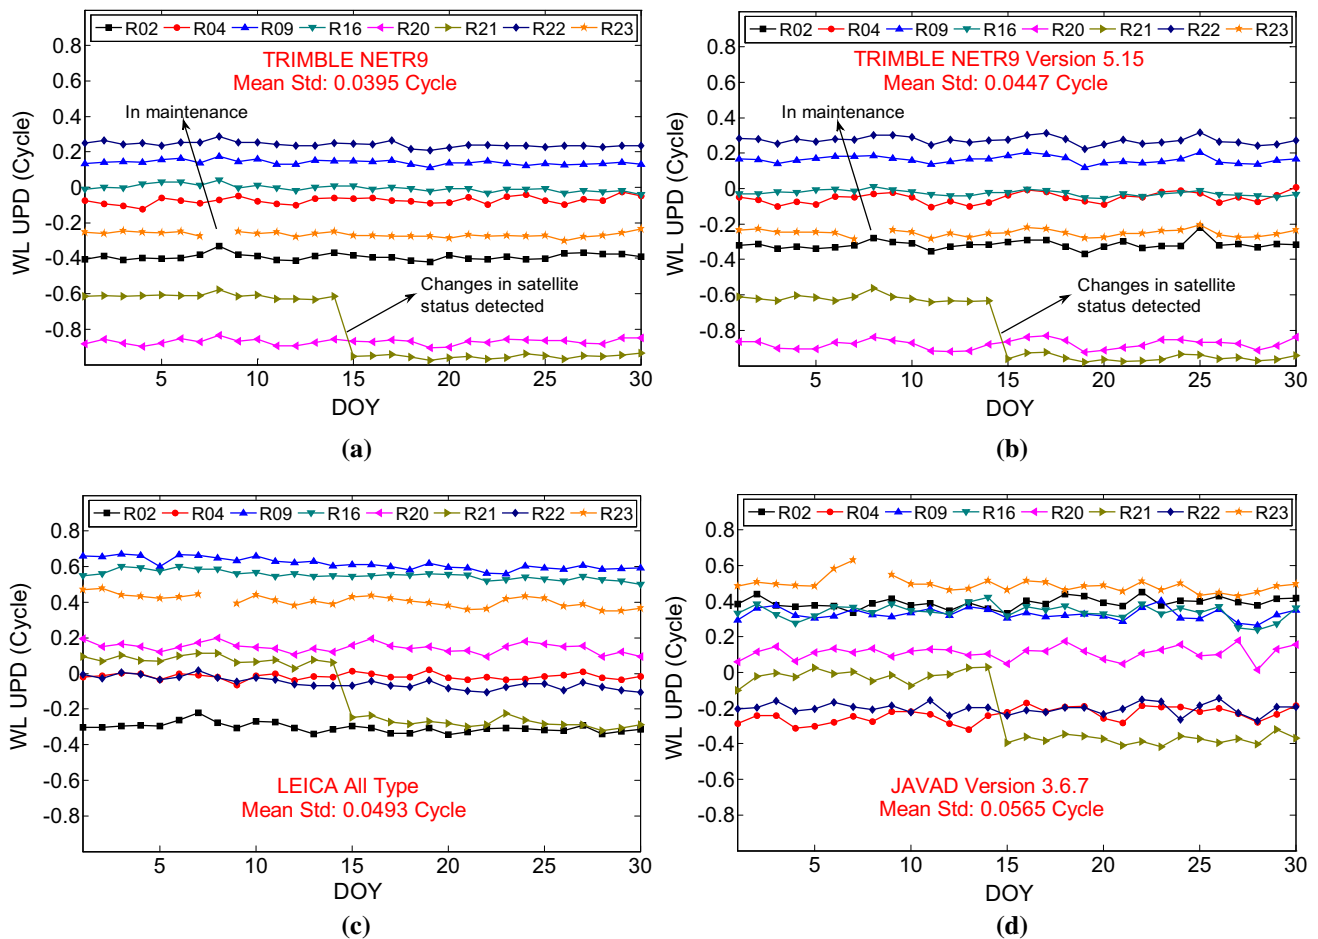 R02 R04 R09 R16 R20 R21 R22 R23
TRIMBLE NETR9
Mean Std: 0.0395 Cycle
In maintenance
Changes in satellite
status detected
WL UPD (Cycle)
0.8
0.6
0.4
0.2
0
-0.2
-0.4
-0.6
-0.8
5 10 15 20 25 30
DOY
(a)
R02 R04 R09 R16 R20 R21 R22 R23
TRIMBLE NETR9 Version 5.15
Mean Std: 0.0447 Cycle
In maintenance
Changes in satellite
status detected
WL UPD (Cycle)
0.8
0.6
0.4
0.2
0
-0.2
-0.4
-0.6
-0.8
5 10 15 20 25 30
DOY
(b)
R02 R04 R09 R16 R20 R21 R22 R23
LEICA All Type
Mean Std: 0.0493 Cycle
WL UPD (Cycle)
0.8
0.6
0.4
0.2
0
-0.2
-0.4
-0.6
-0.8
5 10 15 20 25 30
DOY
(c)
R02 R04 R09 R16 R20 R21 R22 R23
JAVAD Version 3.6.7
Mean Std: 0.0565 Cycle
WL UPD (Cycle)
0.8
0.6
0.4
0.2
0
-0.2
-0.4
-0.6
-0.8
5 10 15 20 25 30
DOY
(d)